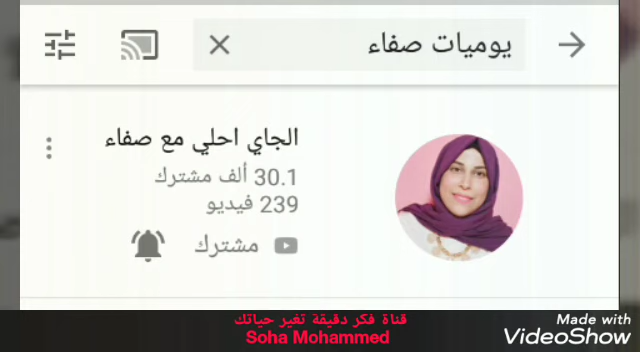 يوميات صفاء
الجاي احلي مع صفاء
30.1 ألف مشترك
239 فيديو
مشترك
قناة فكر دقيقة تغير حياتك
Soha Mohammed
Made with
VideoShow